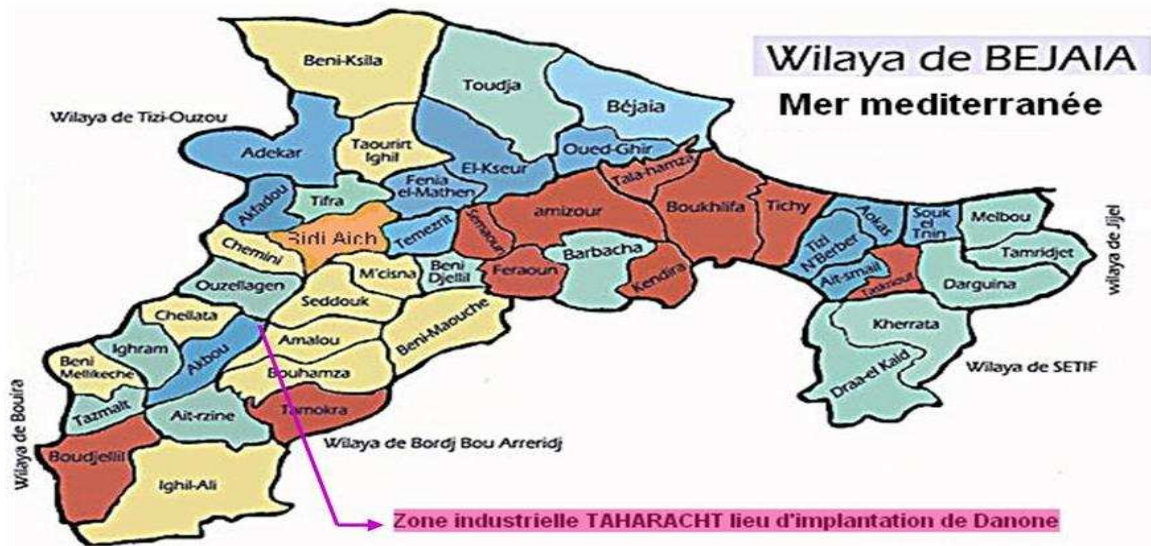 Wilaya de BEJAIA
Mer mediterranée
Beni-Ksila
Toudja
Béjaia
Wilaya de Tizi-Ouzou
Adekar
Taourirt
Ighil
El-Kseur
Oued-Ghir
Fenia
el-Mathen
Tala-hamza
Akfadou
Tifra
Sidi Aich
Temezrit
Semaoun
amizour
Boukhlifa
Tichy
Tizi
N'Berber
Aokas
Souk
el
Tnin
Melbou
Tamridjet
wilaya de Jijel
Chemini
M'cisna
Beni
Djellil
Feraoun
Barbacha
Kendira
Ait-smail
Taskriout
Darguina
Ouzellagen
Seddouk
Chellata
Ighram
Akbou
Amalou
Beni-Maouche
Kherrata
Beni
Mellikeche
Bouhamza
Draa-el Kaid
Wilaya de SETIF
Tazmalt
Ait-rzine
Tamokra
Wilaya de Bouira
Wilaya de Bordj Bou Arreridj
Boudjellil
Ighil-Ali
Zone industrielle TAHARACHT lieu d'implantation de Danone